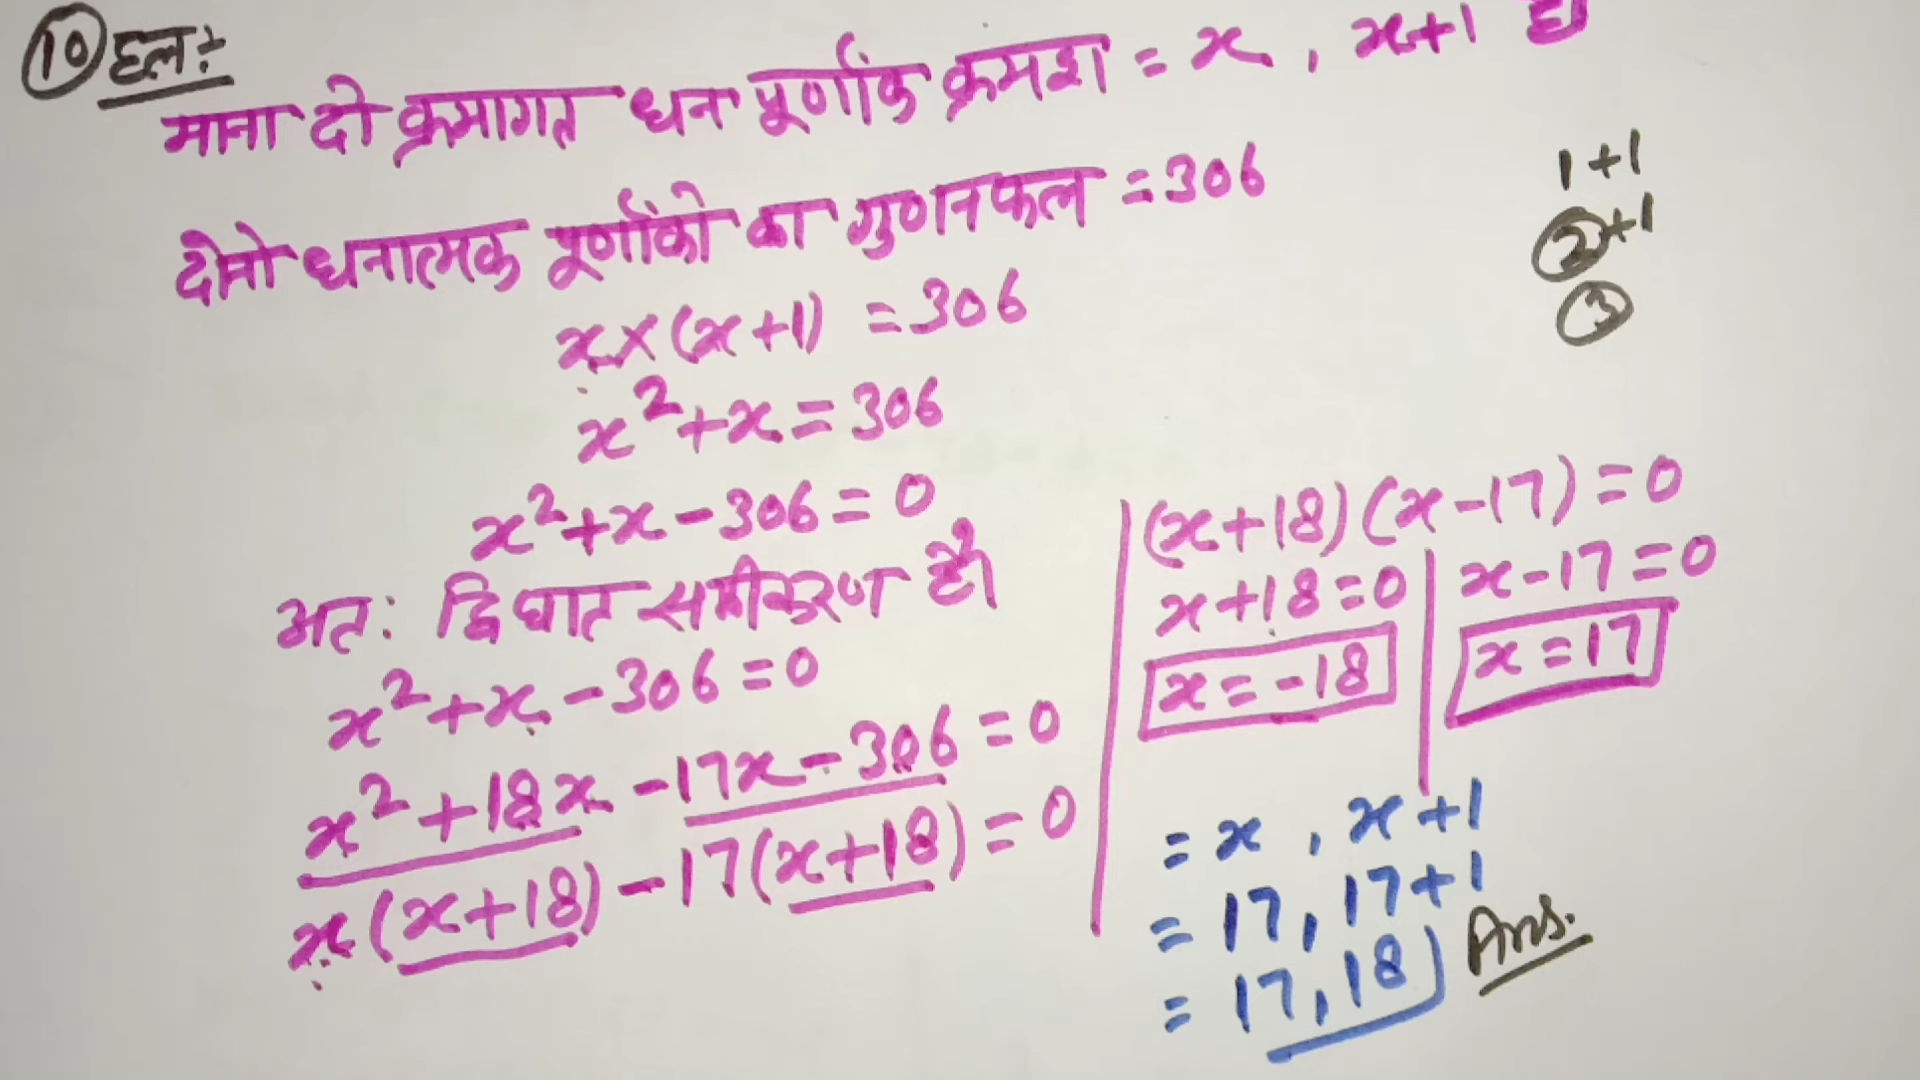 10 हल:-
माना दो क्रमागत धन पूर्णांक क्रमश = x , x+1 है
दोनो धनात्मक पूर्णांको का गुणनफल = 306
x×(x+1) = 306
x²+x = 306
x²+x-306 = 0
अतः द्विघात समीकरण है।
x²+x-306=0
x²+18x-17x-306=0
x(x+18)-17(x+18)=0
1+1
2+1
3
(x+18)(x-17)=0
x+18=0
x=-18
x-17=0
x=17
= x , x+1
= 17, 17+1
= 17, 18 Ans.